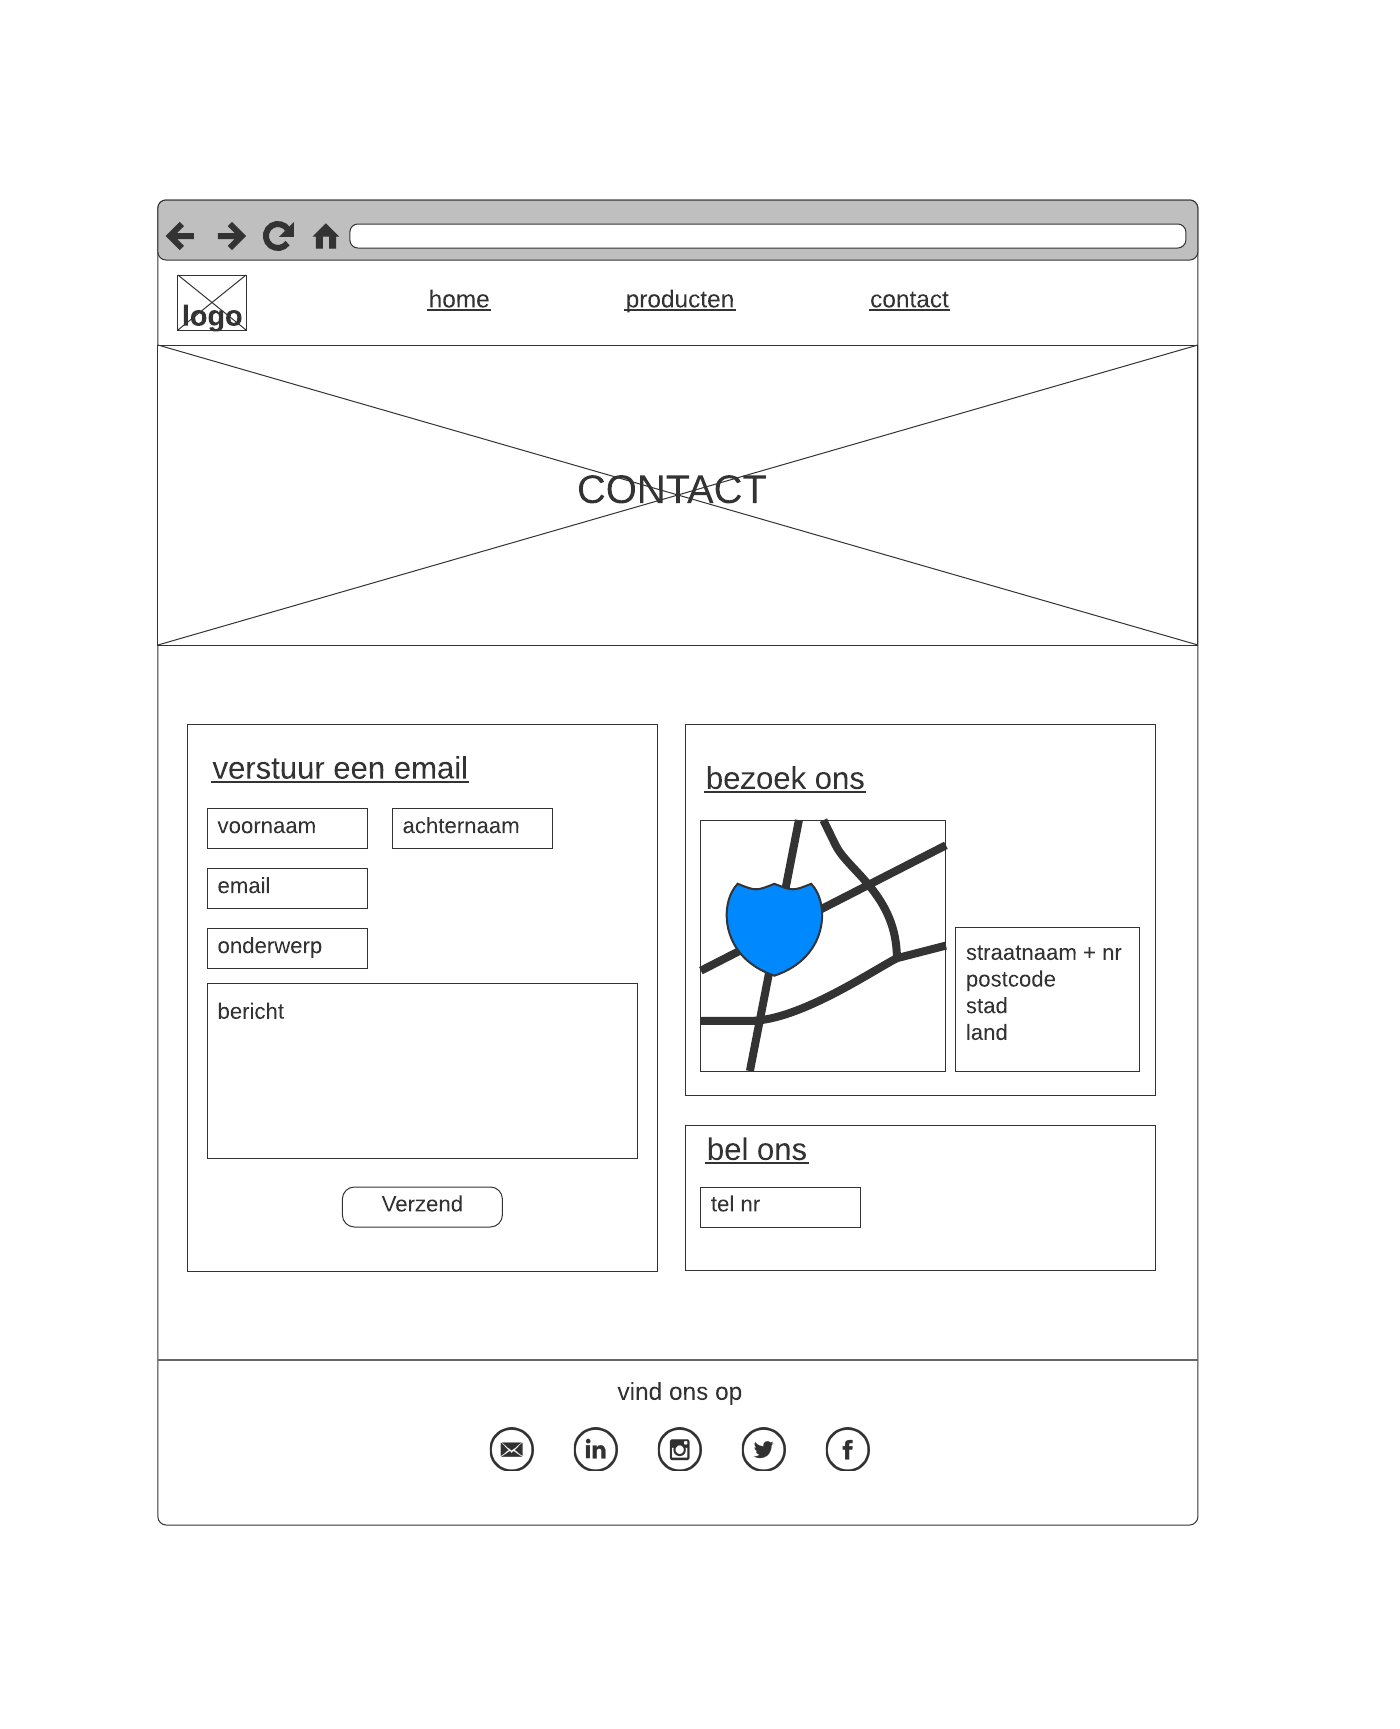 logo
home
producten
contact
CONTACT
verstuur een email
voornaam
achternaam
email
onderwerp
bericht
Verzend
bezoek ons
straatnaam + nr
postcode
stad
land
bel ons
tel nr
vind ons op